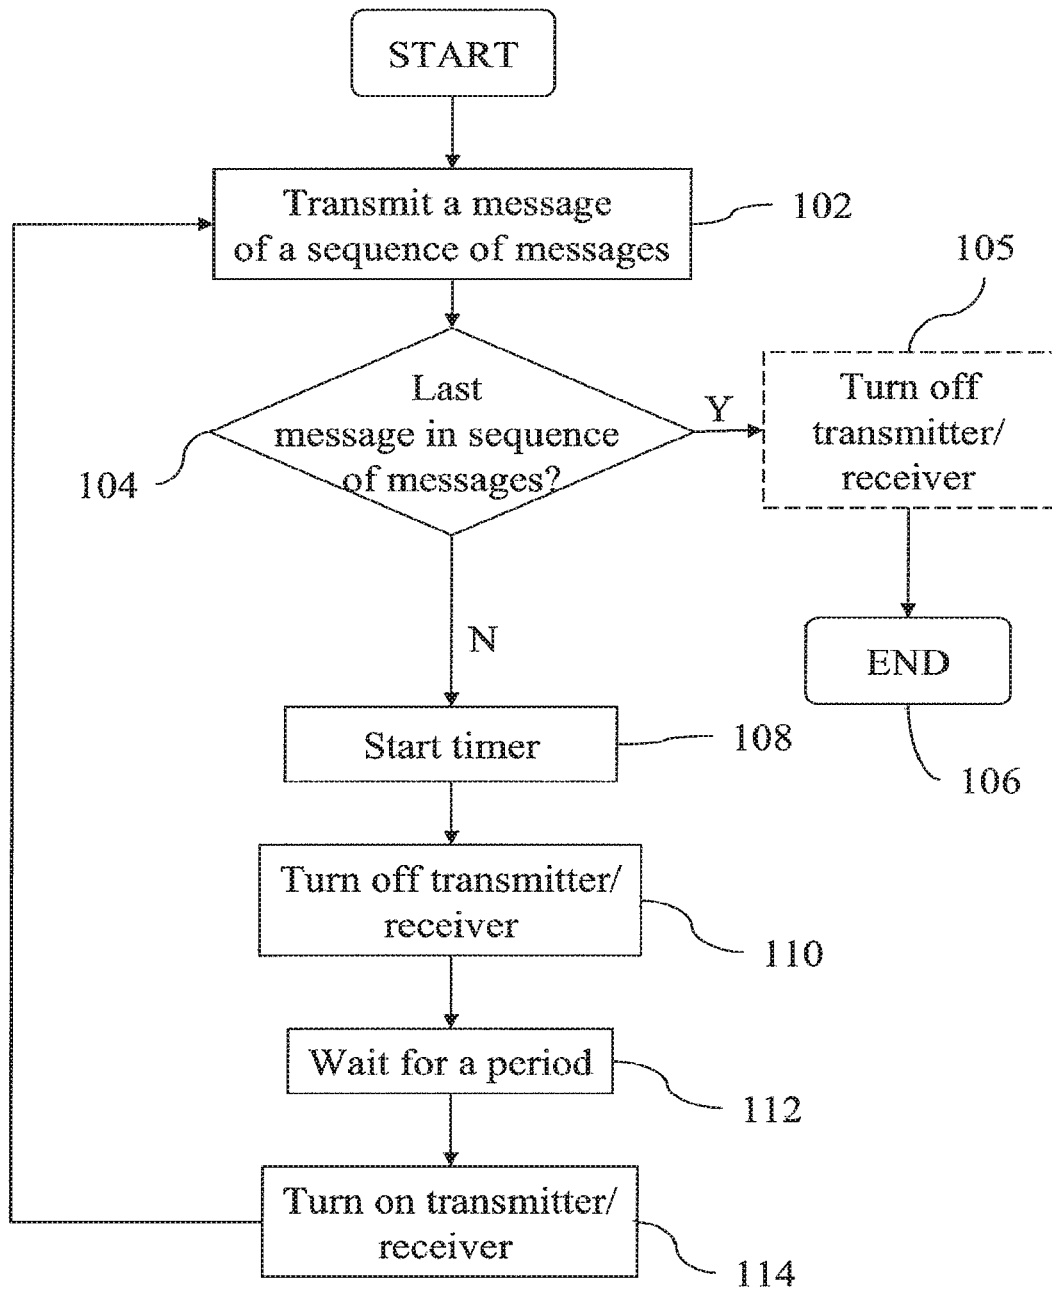 START
Transmit a message
of a sequence of messages
102
105
Last
message in sequence
of messages?
104
Y
Turn off
transmitter/
receiver
N
END
106
Start timer
108
Turn off transmitter/
receiver
110
Wait for a period
112
Turn on transmitter/
receiver
114